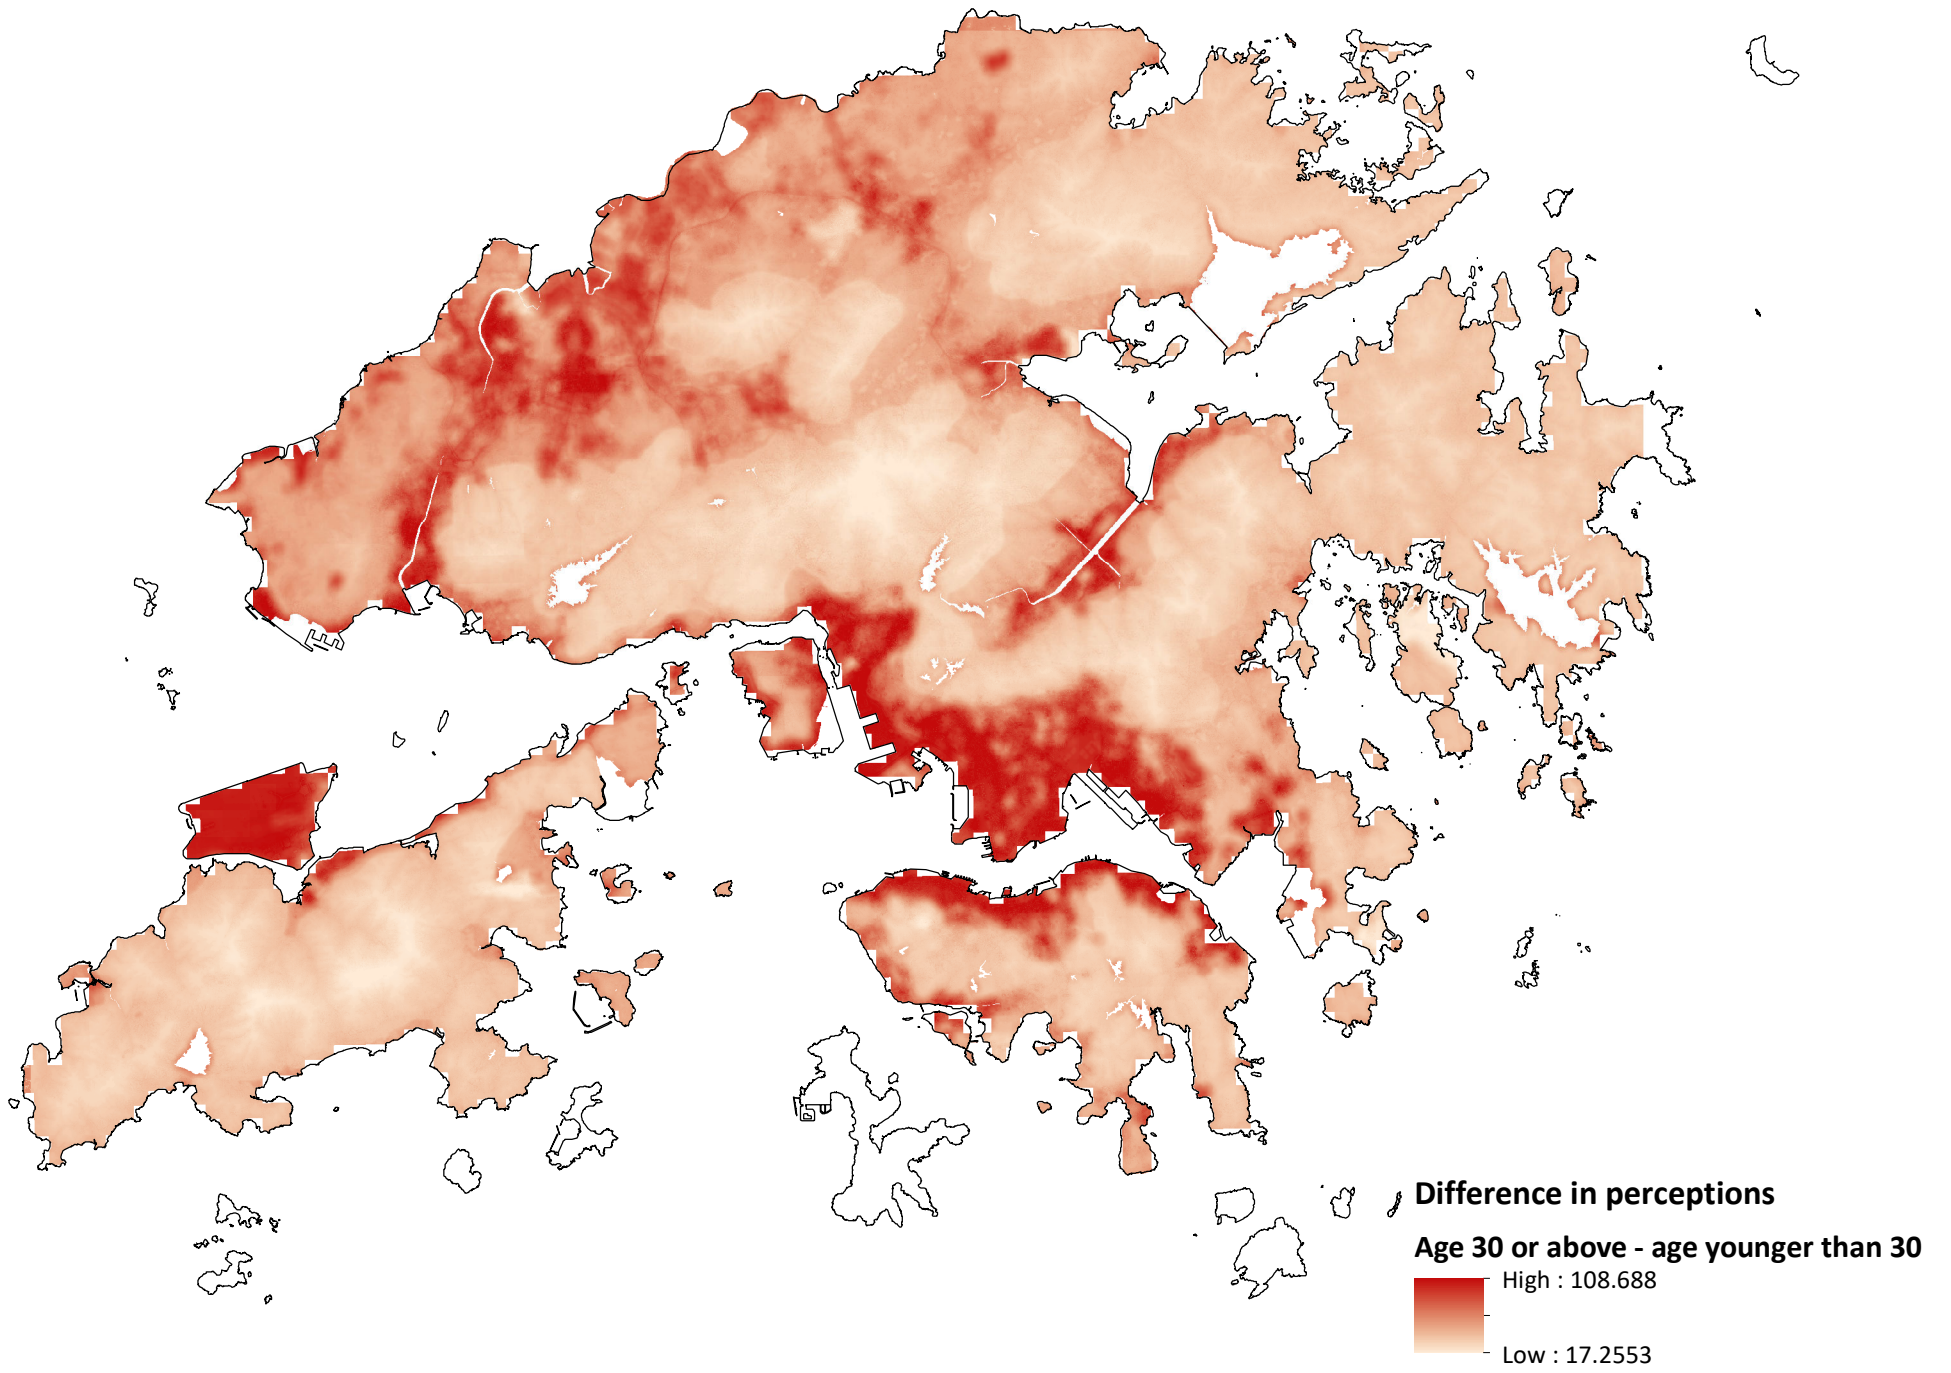 Difference in perceptions
Age 30 or above - age younger than 30
High : 108.688
Low : 17.2553